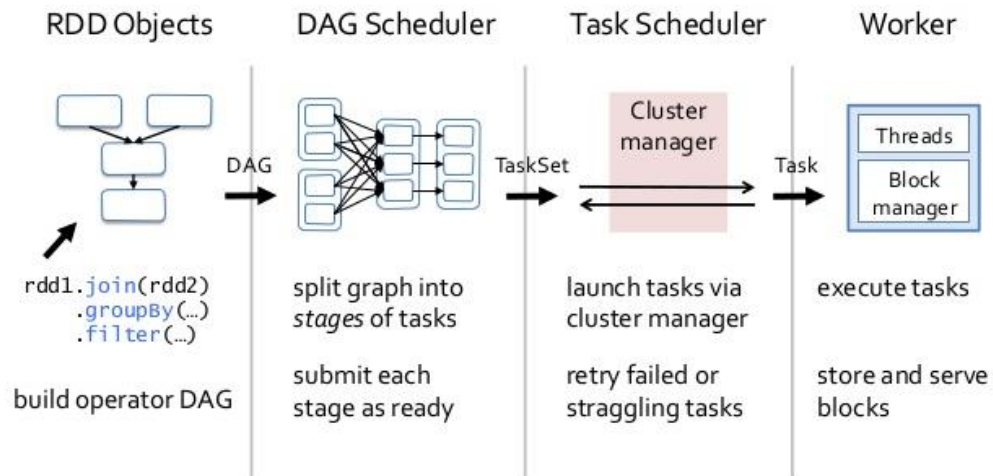 RDD Objects
DAG Scheduler
Task Scheduler
Worker
DAG
TaskSet
Cluster
manager
Task
Threads
Block
manager
rdd1.join(rdd2)
.groupBy(…)
.filter(…)
build operator DAG
split graph into
stages of tasks
submit each
stage as ready
launch tasks via
cluster manager
retry failed or
straggling tasks
execute tasks
store and serve
blocks